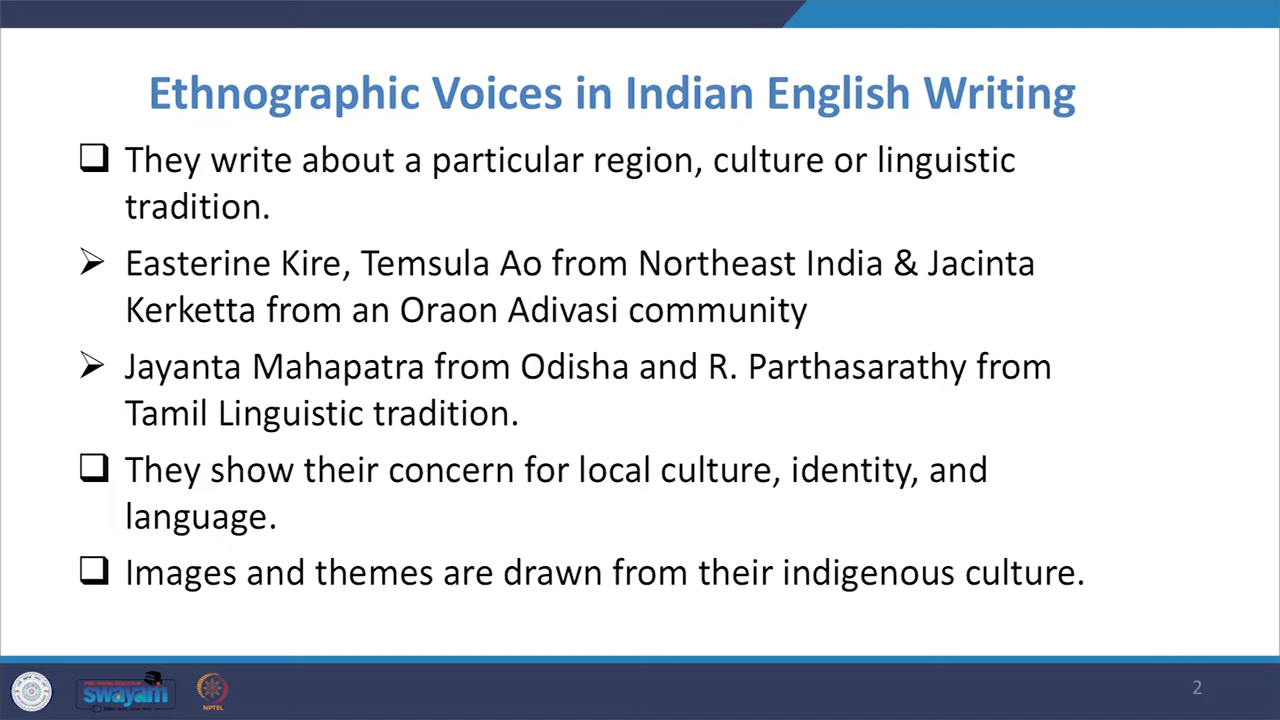 Ethnographic Voices in Indian English Writing
They write about a particular region, culture or linguistic
tradition.
Easterine Kire, Temsula Ao from Northeast India & Jacinta
Kerketta from an Oraon Adivasi community
Jayanta Mahapatra from Odisha and R. Parthasarathy from
Tamil Linguistic tradition.
They show their concern for local culture, identity, and
language.
Images and themes are drawn from their indigenous culture.
swayam
NPTEL
2